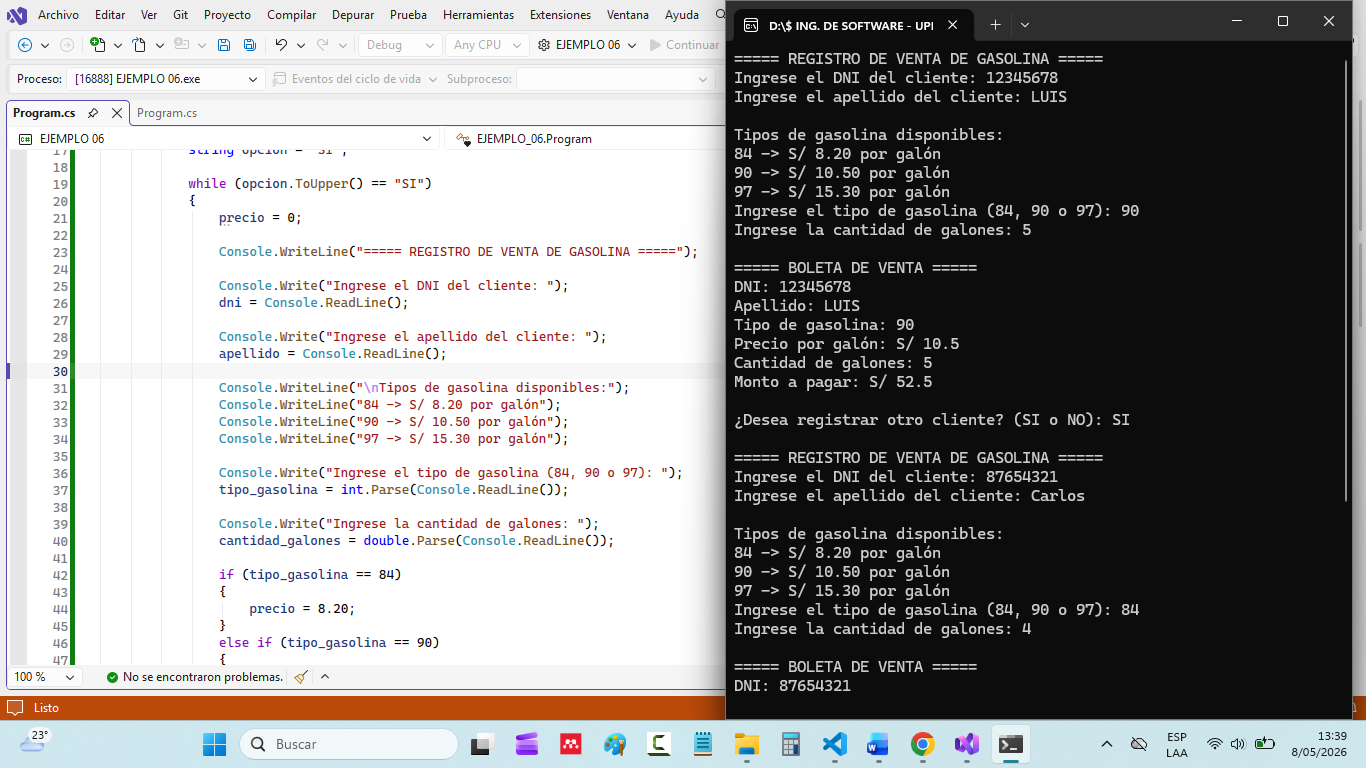 Archivo Editar Ver Git Proyecto Compilar Depurar Prueba Herramientas Extensiones Ventana Ayuda
Debug Any CPU EJEMPLO 06 Continuar
Proceso: [16888] EJEMPLO 06.exe Eventos del ciclo de vida Subproceso:
Program.cs Program.cs
EJEMPLO 06 EJEMPLO_06.Program
17 string opcion = "SI";
18
19 while (opcion.ToUpper() == "SI")
20 {
21 precio = 0;
22
23 Console.WriteLine("===== REGISTRO DE VENTA DE GASOLINA =====");
24
25 Console.Write("Ingrese el DNI del cliente: ");
26 dni = Console.ReadLine();
27
28 Console.Write("Ingrese el apellido del cliente: ");
29 apellido = Console.ReadLine();
30
31 Console.WriteLine("\nTipos de gasolina disponibles:");
32 Console.WriteLine("84 -> S/ 8.20 por galón");
33 Console.WriteLine("90 -> S/ 10.50 por galón");
34 Console.WriteLine("97 -> S/ 15.30 por galón");
35
36 Console.Write("Ingrese el tipo de gasolina (84, 90 o 97): ");
37 tipo_gasolina = int.Parse(Console.ReadLine());
38
39 Console.Write("Ingrese la cantidad de galones: ");
40 cantidad_galones = double.Parse(Console.ReadLine());
41
42 if (tipo_gasolina == 84)
43 {
44 precio = 8.20;
45 }
46 else if (tipo_gasolina == 90)
47 {
100 % No se encontraron problemas.
Listo
D:\$ ING. DE SOFTWARE - UPI
===== REGISTRO DE VENTA DE GASOLINA =====
Ingrese el DNI del cliente: 12345678
Ingrese el apellido del cliente: LUIS
Tipos de gasolina disponibles:
84 -> S/ 8.20 por galón
90 -> S/ 10.50 por galón
97 -> S/ 15.30 por galón
Ingrese el tipo de gasolina (84, 90 o 97): 90
Ingrese la cantidad de galones: 5
===== BOLETA DE VENTA =====
DNI: 12345678
Apellido: LUIS
Tipo de gasolina: 90
Precio por galón: S/ 10.5
Cantidad de galones: 5
Monto a pagar: S/ 52.5
¿Desea registrar otro cliente? (SI o NO): SI
===== REGISTRO DE VENTA DE GASOLINA =====
Ingrese el DNI del cliente: 87654321
Ingrese el apellido del cliente: Carlos
Tipos de gasolina disponibles:
84 -> S/ 8.20 por galón
90 -> S/ 10.50 por galón
97 -> S/ 15.30 por galón
Ingrese el tipo de gasolina (84, 90 o 97): 84
Ingrese la cantidad de galones: 4
===== BOLETA DE VENTA =====
DNI: 87654321
23° Buscar ESP 13:39
LAA 8/05/2026